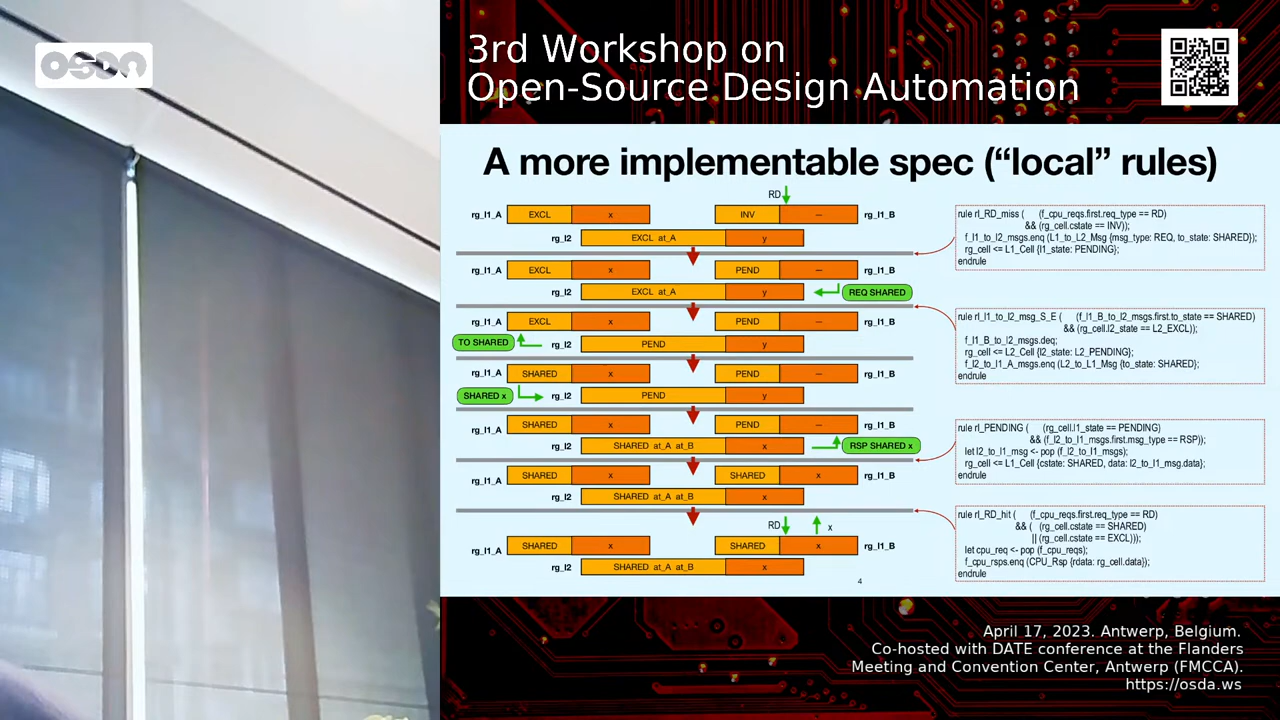 OSDA
3rd Workshop on
Open-Source Design Automation
A more implementable spec (“local” rules)
RD
rg_l1_A EXCL x INV — rg_l1_B
rg_l2 EXCL at_A y
rg_l1_A EXCL x PEND — rg_l1_B
rg_l2 EXCL at_A y REQ SHARED
rg_l1_A EXCL x PEND — rg_l1_B
TO SHARED rg_l2 PEND y
rg_l1_A SHARED x PEND — rg_l1_B
SHARED x rg_l2 PEND y
rg_l1_A SHARED x PEND — rg_l1_B
rg_l2 SHARED at_A at_B x RSP SHARED x
rg_l1_A SHARED x SHARED x rg_l1_B
rg_l2 SHARED at_A at_B x
RD x
rg_l1_A SHARED x SHARED x rg_l1_B
rg_l2 SHARED at_A at_B x
rule rl_RD_miss ( (f_cpu_reqs.first.req_type == RD)
&& (rg_cell.cstate == INV));
f_l1_to_l2_msgs.enq (L1_to_L2_Msg {msg_type: REQ, to_state: SHARED});
rg_cell <= L1_Cell {l1_state: PENDING};
endrule
rule rl_l1_to_l2_msg_S_E ( (f_l1_B_to_l2_msgs.first.to_state == SHARED)
&& (rg_cell.l2_state == L2_EXCL));
f_l1_B_to_l2_msgs.deq;
rg_cell <= L2_Cell {l2_state: L2_PENDING};
f_l2_to_l1_A_msgs.enq (L2_to_L1_Msg {to_state: SHARED};
endrule
rule rl_PENDING ( (rg_cell.l1_state == PENDING)
&& (f_l2_to_l1_msgs.first.msg_type == RSP));
let l2_to_l1_msg <- pop (f_l2_to_l1_msgs);
rg_cell <= L1_Cell {cstate: SHARED, data: l2_to_l1_msg.data};
endrule
rule rl_RD_hit ( (f_cpu_reqs.first.req_type == RD)
&& ( (rg_cell.cstate == SHARED)
|| (rg_cell.cstate == EXCL)));
let cpu_req <- pop (f_cpu_reqs);
f_cpu_rsps.enq (CPU_Rsp {rdata: rg_cell.data});
endrule
4
April 17, 2023. Antwerp, Belgium.
Co-hosted with DATE conference at the Flanders
Meeting and Convention Center, Antwerp (FMCCA).
https://osda.ws